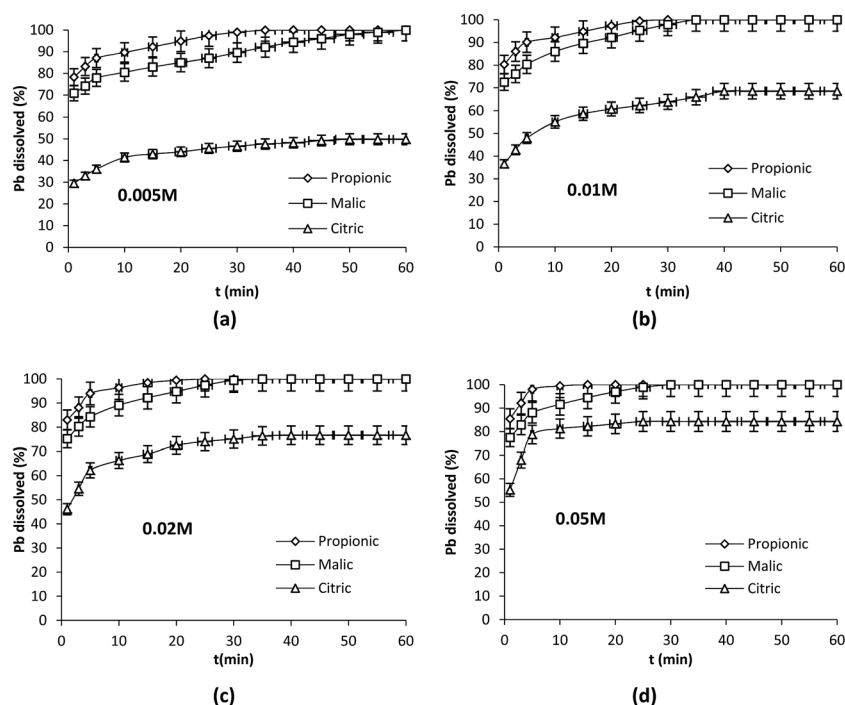 Pb dissolved (%)
100
90
80
70
60
50
40
30
20
10
0
0.005M
Propionic
Malic
Citric
0 10 20 30 40 50 60
t (min)
(a)
Pb dissolved (%)
100
90
80
70
60
50
40
30
20
10
0
0.01M
Propionic
Malic
Citric
0 10 20 30 40 50 60
t (min)
(b)
Pb dissolved (%)
100
90
80
70
60
50
40
30
20
10
0
0.02M
Propionic
Malic
Citric
0 10 20 30 40 50 60
t(min)
(c)
Pb dissolved (%)
100
90
80
70
60
50
40
30
20
10
0
0.05M
Propionic
Malic
Citric
0 10 20 30 40 50 60
t (min)
(d)